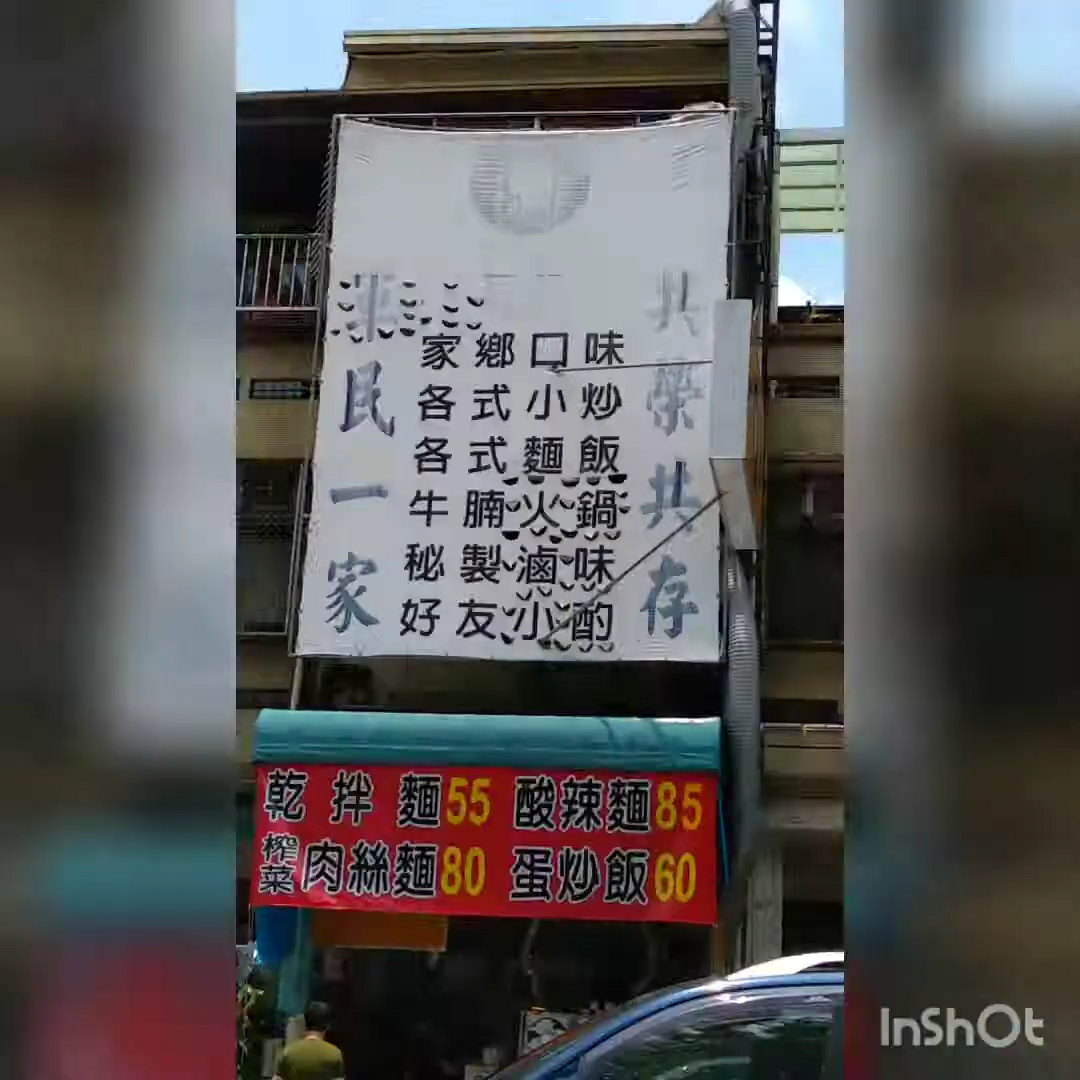 家鄉口味
各式小炒
各式麵飯
牛腩火鍋
秘製滷味
好友小酌
共榮共存
民一家
乾拌麵55 酸辣麵85
榨菜肉絲麵80 蛋炒飯60
InShOt